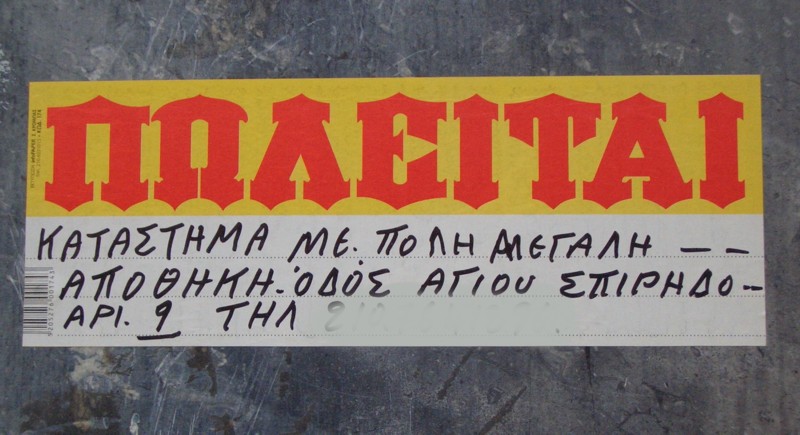 ΠΩΛΕΙΤΑΙ
ΚΑΤΑΣΤΗΜΑ ΜΕ. ΠΟΛΗ ΜΕΓΑΛΗ – –
ΑΠΟΘΗΚΗ-ΟΔΟΣ ΑΓΙΟΥ ΣΠΙΡΗΔΟ–
ΑΡΙ. 9 ΤΗΛ